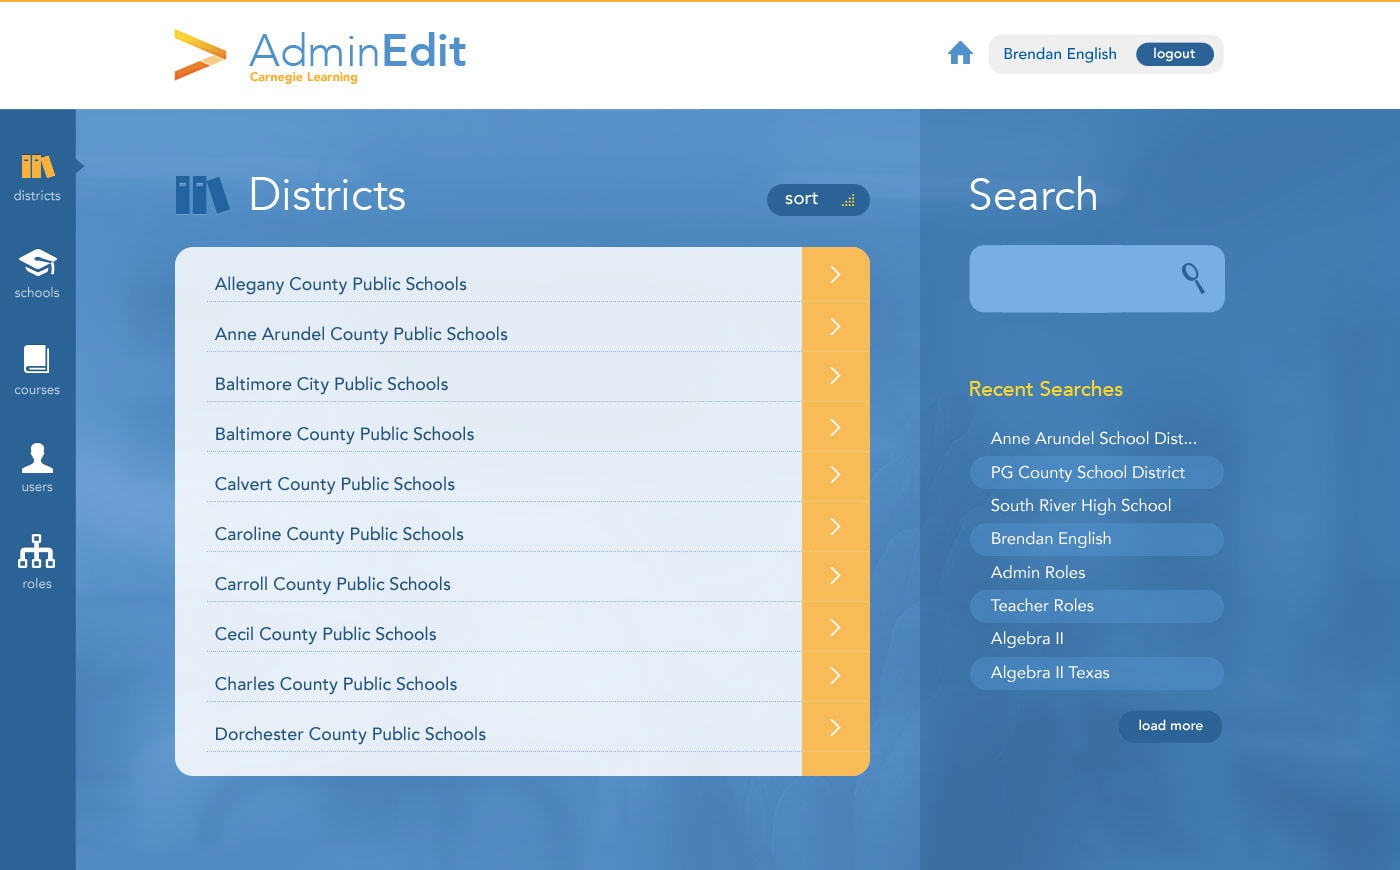 AdminEdit
Carnegie Learning
Brendan English
logout
districts
schools
courses
users
roles
Districts
sort
Allegany County Public Schools
Anne Arundel County Public Schools
Baltimore City Public Schools
Baltimore County Public Schools
Calvert County Public Schools
Caroline County Public Schools
Carroll County Public Schools
Cecil County Public Schools
Charles County Public Schools
Dorchester County Public Schools
Search
Recent Searches
Anne Arundel School Dist...
PG County School District
South River High School
Brendan English
Admin Roles
Teacher Roles
Algebra II
Algebra II Texas
load more